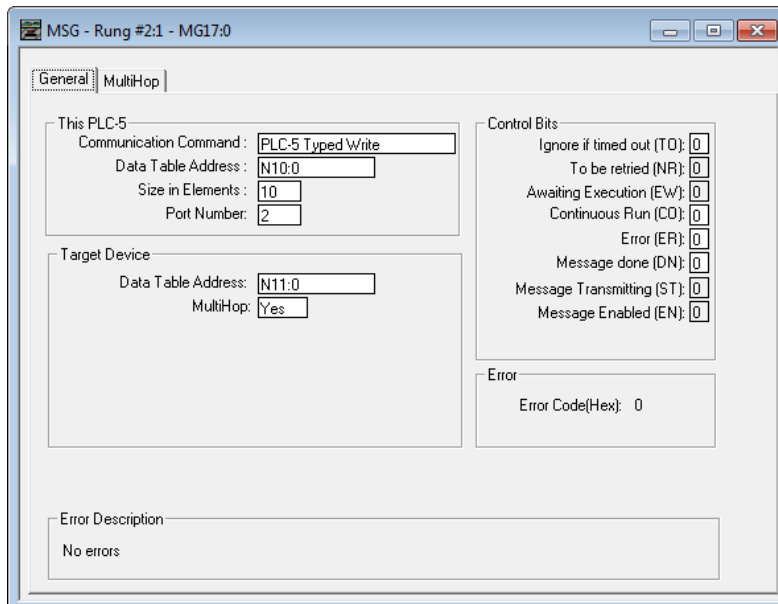 MSG - Rung #2:1 - MG17:0
General MultiHop
This PLC-5
Communication Command : PLC-5 Typed Write
Data Table Address : N10:0
Size in Elements : 10
Port Number: 2
Target Device
Data Table Address: N11:0
MultiHop: Yes
Control Bits
Ignore if timed out (TO): 0
To be retried (NR): 0
Awaiting Execution (EW): 0
Continuous Run (CO): 0
Error (ER): 0
Message done (DN): 0
Message Transmitting (ST): 0
Message Enabled (EN): 0
Error
Error Code(Hex): 0
Error Description
No errors